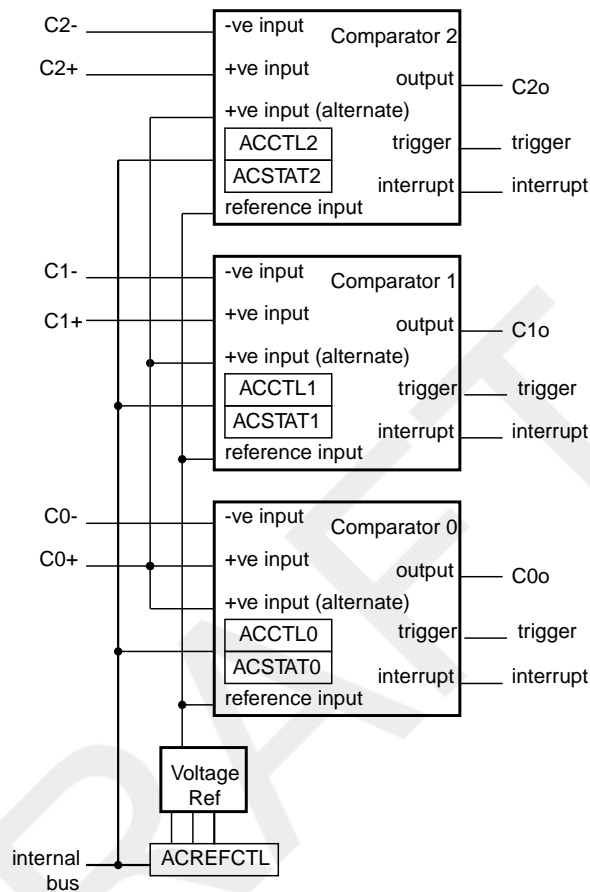 C2-
-ve input
Comparator 2
C2+
+ve input
output
C2o
+ve input (alternate)
ACCTL2
trigger
trigger
ACSTAT2
interrupt
interrupt
reference input
C1-
-ve input
Comparator 1
C1+
+ve input
output
C1o
+ve input (alternate)
ACCTL1
trigger
trigger
ACSTAT1
interrupt
interrupt
reference input
C0-
-ve input
Comparator 0
C0+
+ve input
output
C0o
+ve input (alternate)
ACCTL0
trigger
trigger
ACSTAT0
interrupt
interrupt
reference input
Voltage
Ref
internal
bus
ACREFCTL